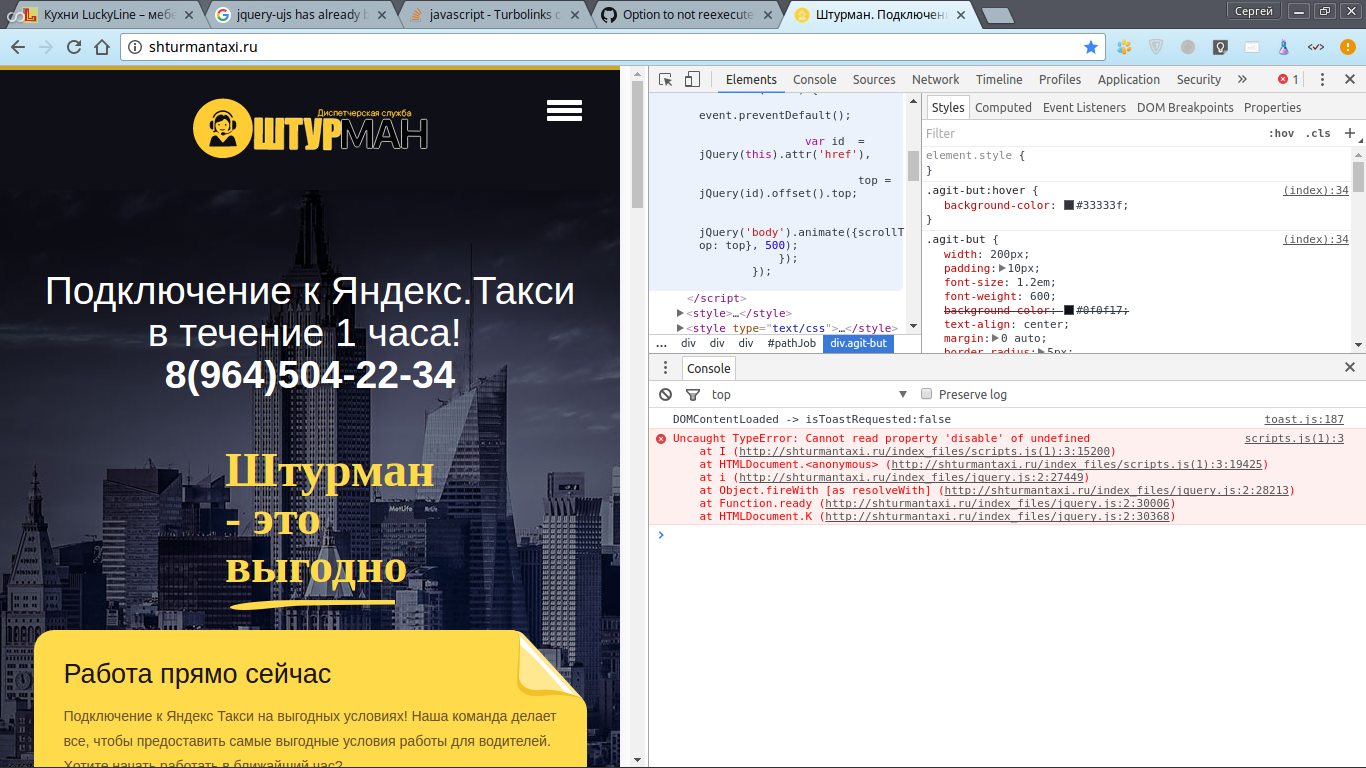 Кухни LuckyLine – меб
jquery-ujs has already b
javascript - Turbolinks c
Option to not reexecute
Штурман. Подключен
Сергей
shturmantaxi.ru
Диспетчерская служба
ШТУРМАН
Подключение к Яндекс.Такси
в течение 1 часа!
8(964)504-22-34
MetLife
Штурман
- это
выгодно
Работа прямо сейчас
Подключение к Яндекс Такси на выгодных условиях! Наша команда делает
все, чтобы предоставить самые выгодные условия работы для водителей.
Хотите начать работать в ближайший час?
Elements Console Sources Network Timeline Profiles Application Security » 1
event.preventDefault();
var id =
jQuery(this).attr('href'),
top =
jQuery(id).offset().top;
jQuery('body').animate({scrollT
op: top}, 500);
});
});
</script>
<style>…</style>
<style type="text/css">…</style>
... div div div #pathJob div.agit-but
Styles Computed Event Listeners DOM Breakpoints Properties
Filter :hov .cls +
element.style {
}
.agit-but:hover { (index):34
background-color: #33333f;
}
.agit-but { (index):34
width: 200px;
padding: 10px;
font-size: 1.2em;
font-weight: 600;
background-color: #0f0f17;
text-align: center;
margin: 0 auto;
border-radius: 5px;
Console
top Preserve log
DOMContentLoaded -> isToastRequested:false toast.js:187
Uncaught TypeError: Cannot read property 'disable' of undefined scripts.js(1):3
at I (http://shturmantaxi.ru/index_files/scripts.js(1):3:15200)
at HTMLDocument.<anonymous> (http://shturmantaxi.ru/index_files/scripts.js(1):3:19425)
at i (http://shturmantaxi.ru/index_files/jquery.js:2:27449)
at Object.fireWith [as resolveWith] (http://shturmantaxi.ru/index_files/jquery.js:2:28213)
at Function.ready (http://shturmantaxi.ru/index_files/jquery.js:2:30006)
at HTMLDocument.K (http://shturmantaxi.ru/index_files/jquery.js:2:30368)